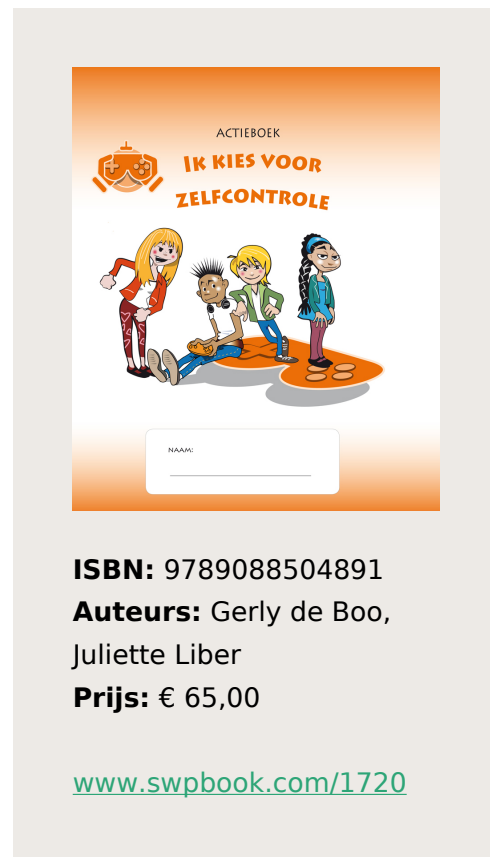 ACTIEBOEK
IK KIES VOOR
ZELFCONTROLE
NAAM:
ISBN: 9789088504891
Auteurs: Gerly de Boo,
Juliette Liber
Prijs: € 65,00
www.swpbook.com/1720